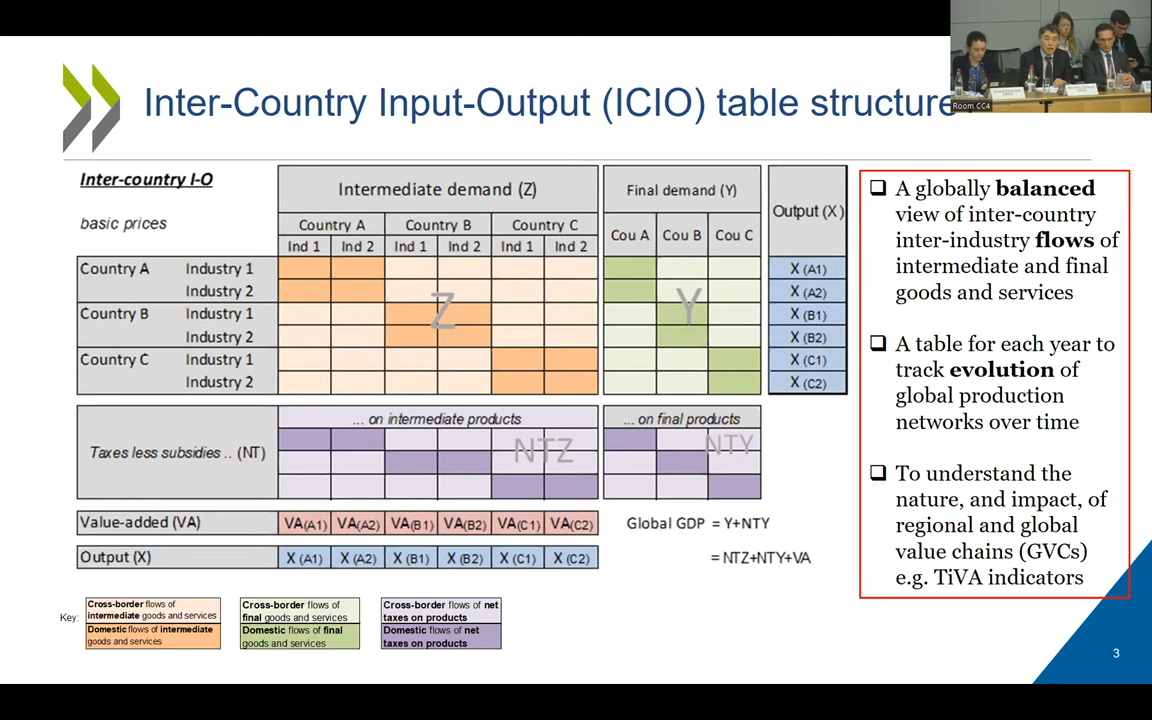 Room CC4
Inter-Country Input-Output (ICIO) table structure
Inter-country I-O
basic prices
Intermediate demand (Z)
Final demand (Y)
Output (X)
Country A Country B Country C
Cou A Cou B Cou C
Ind 1 Ind 2 Ind 1 Ind 2 Ind 1 Ind 2
Country A Industry 1 X (A1)
Industry 2 X (A2)
Country B Industry 1 X (B1)
Industry 2 X (B2)
Country C Industry 1 X (C1)
Industry 2 X (C2)
Z
Y
... on intermediate products
... on final products
Taxes less subsidies .. (NT)
NTZ
NTY
Value-added (VA) VA(A1) VA(A2) VA(B1) VA(B2) VA(C1) VA(C2)
Global GDP = Y+NTY
Output (X) X (A1) X (A2) X (B1) X (B2) X (C1) X (C2)
= NTZ+NTY+VA
Key:
Cross-border flows of
intermediate goods and services
Domestic flows of intermediate
goods and services
Cross-border flows of
final goods and services
Domestic flows of final
goods and services
Cross-border flows of net
taxes on products
Domestic flows of net
taxes on products
❑ A globally balanced
view of inter-country
inter-industry flows of
intermediate and final
goods and services
❑ A table for each year to
track evolution of
global production
networks over time
❑ To understand the
nature, and impact, of
regional and global
value chains (GVCs)
e.g. TiVA indicators
3